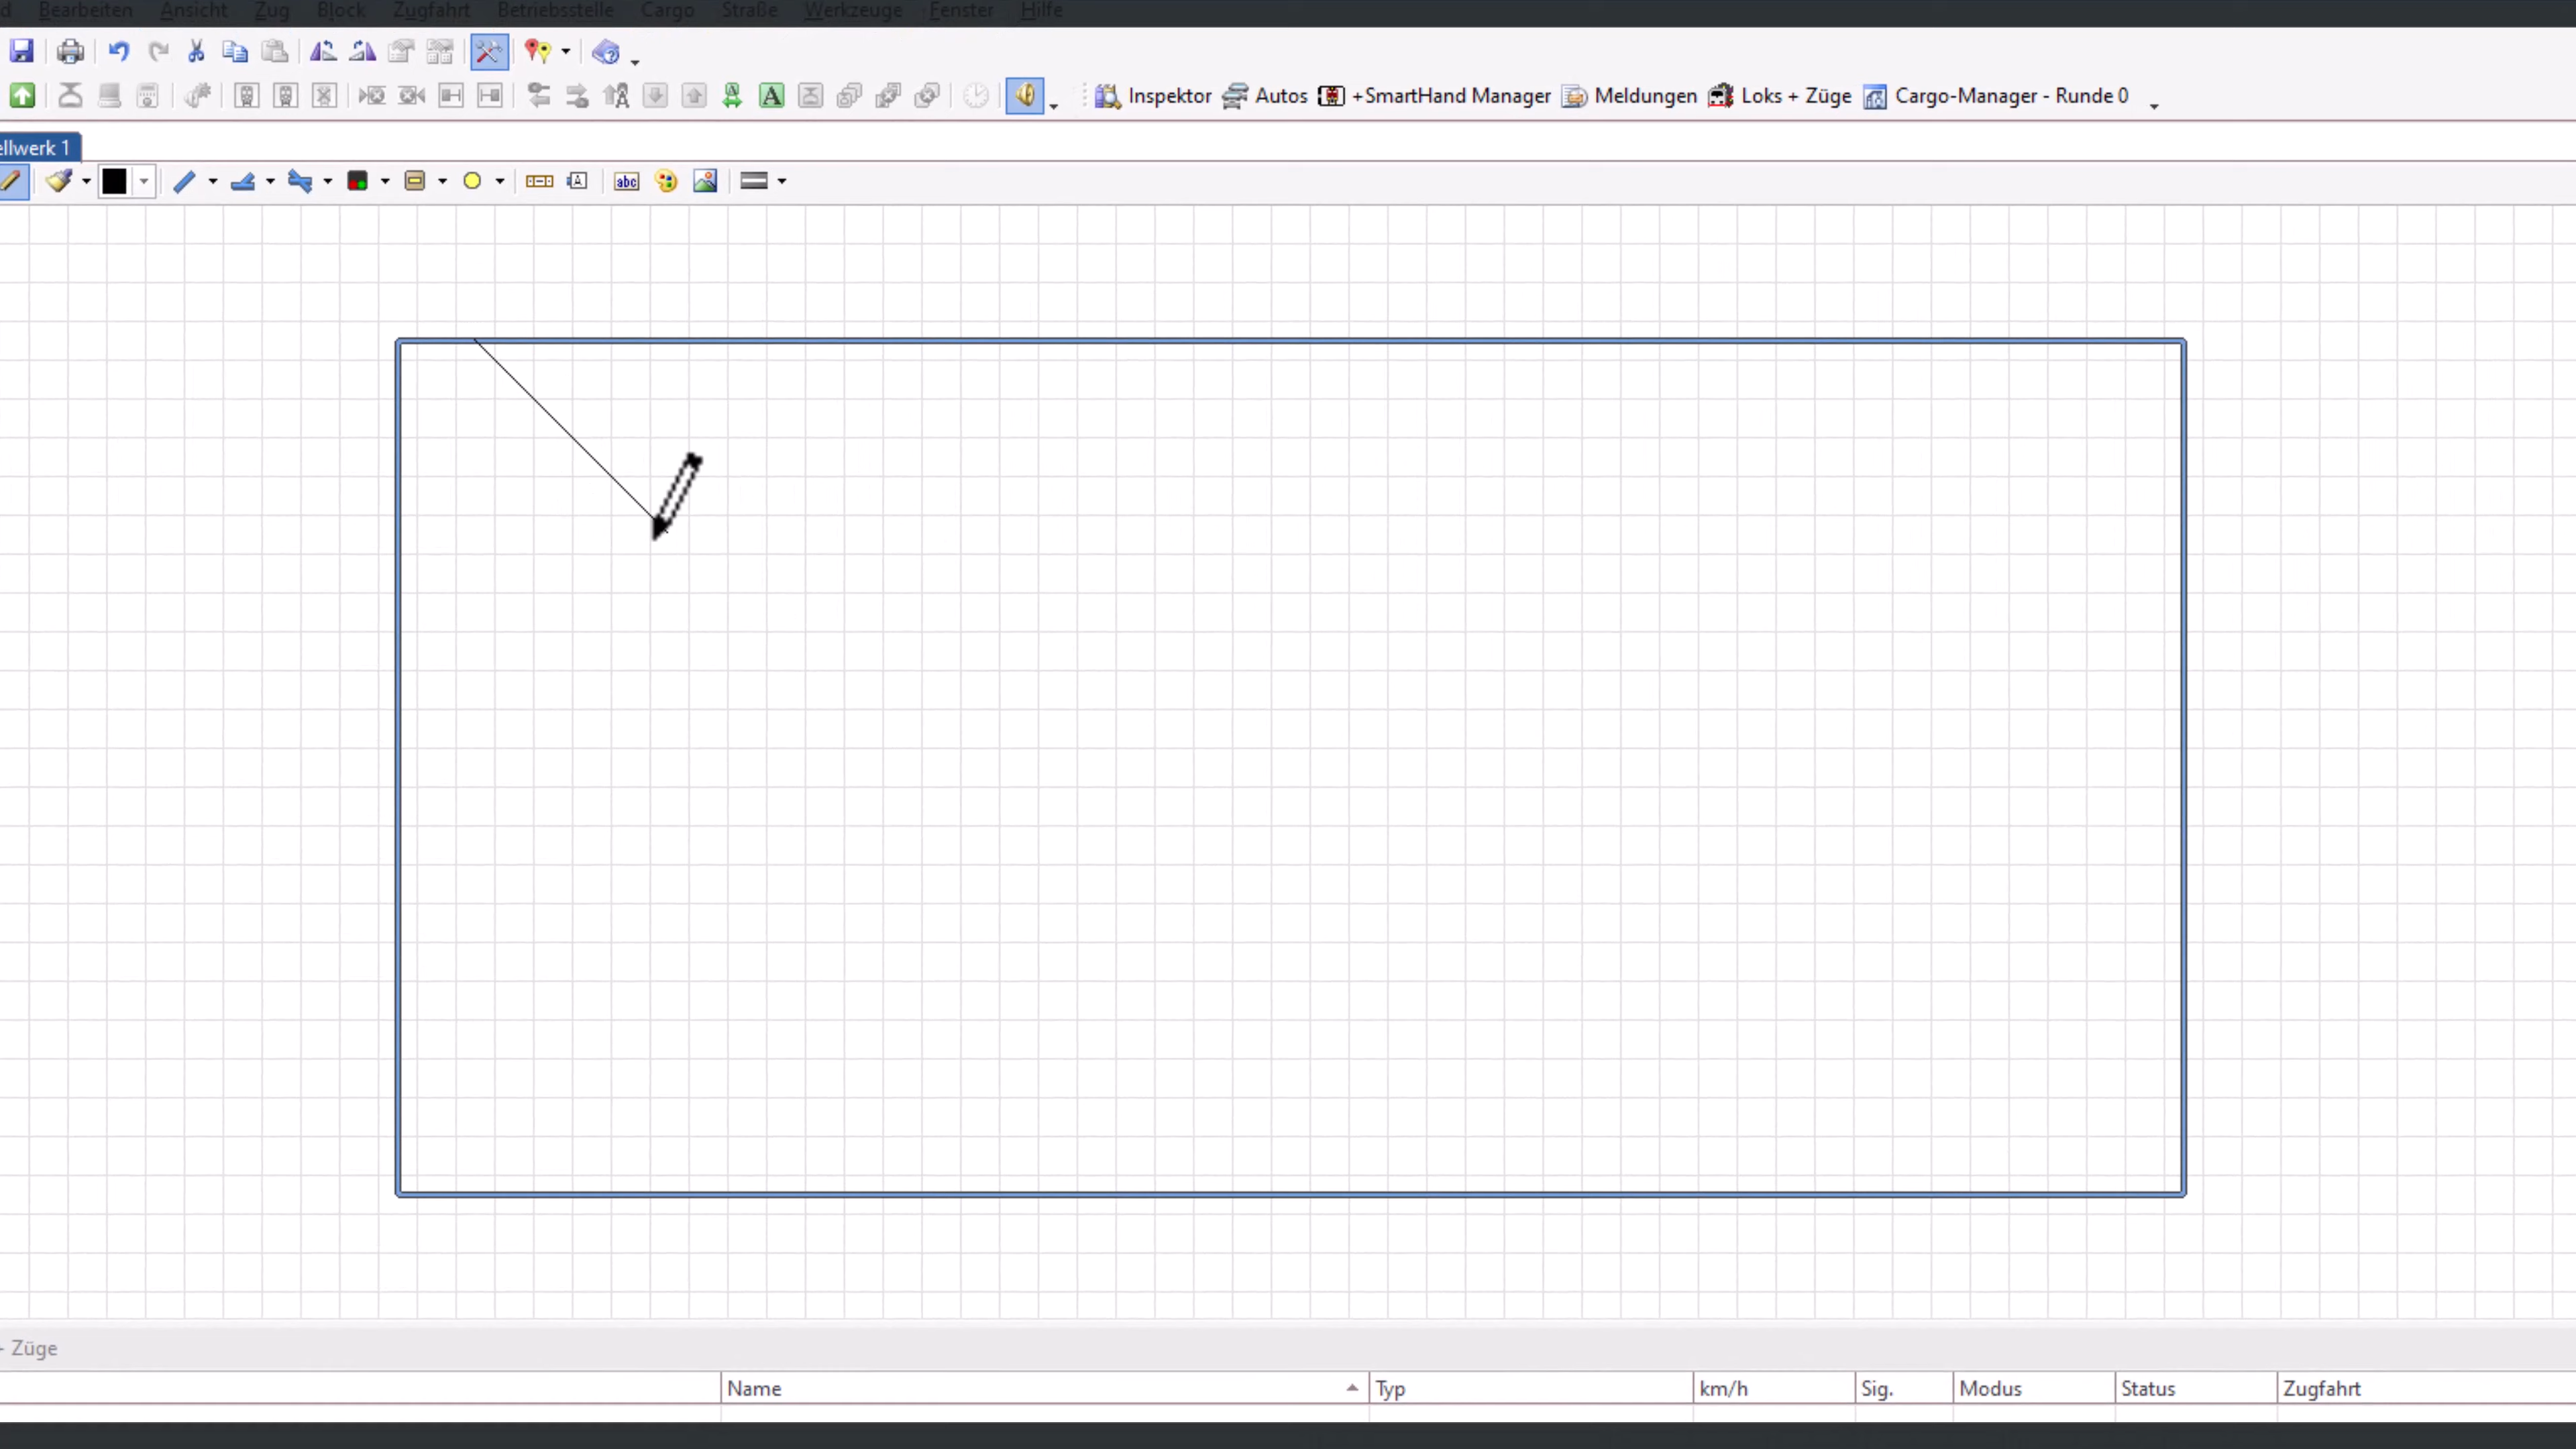 Bearbeiten Ansicht Zug Block Zugfahrt Betriebsstelle Cargo Straße Werkzeuge Fenster Hilfe
Inspektor Autos +SmartHand Manager Meldungen Loks + Züge Cargo-Manager - Runde 0
ellwerk 1
abc
+ Züge
Name Typ km/h Sig. Modus Status Zugfahrt